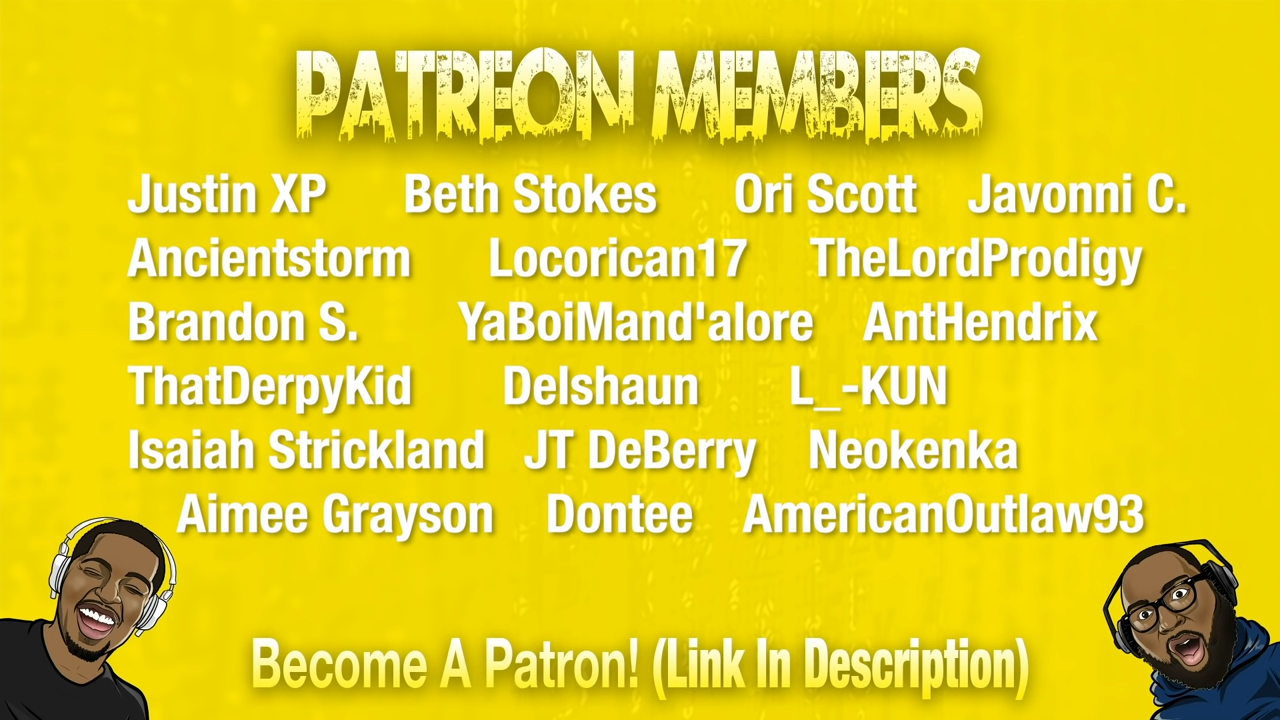 PATREON MEMBERS
Justin XP Beth Stokes Ori Scott Javonni C.
Ancientstorm Locorican17 TheLordProdigy
Brandon S. YaBoiMand'alore AntHendrix
ThatDerpyKid Delshaun L_-KUN
Isaiah Strickland JT DeBerry Neokenka
Aimee Grayson Dontee AmericanOutlaw93
Become A Patron! (Link In Description)